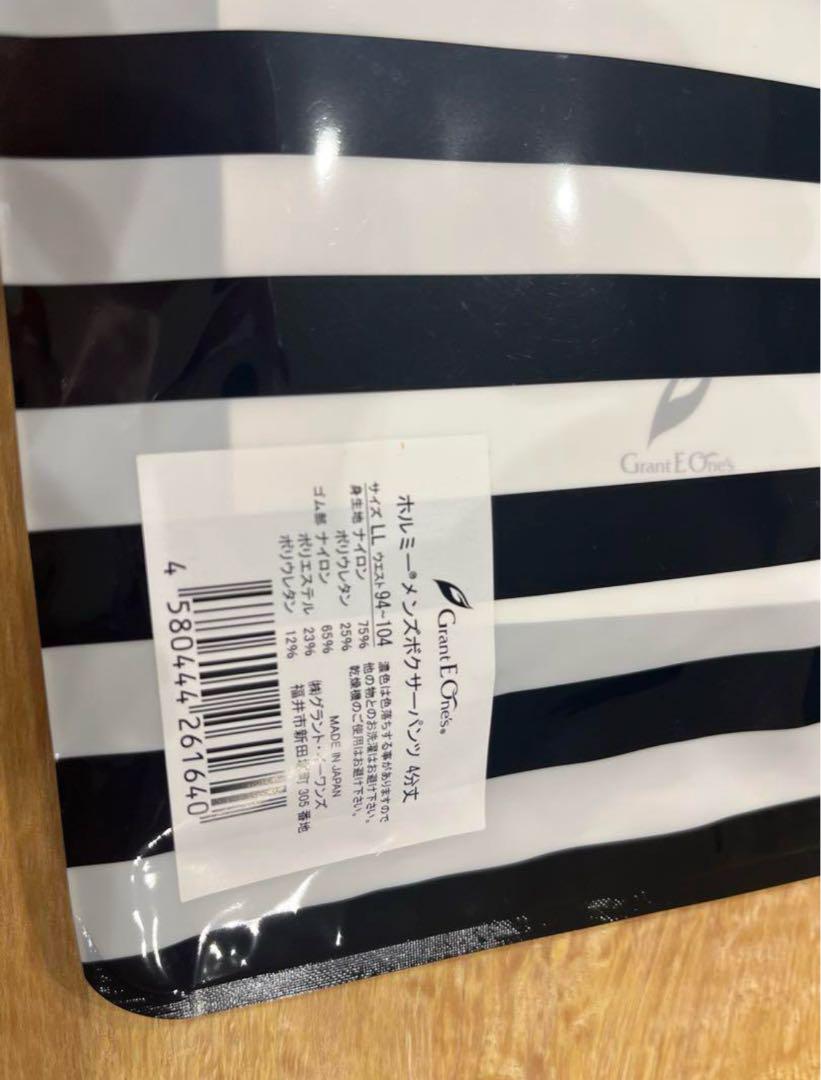 Grant E One's
Grant E One's®
ホルミー®メンズボクサーパンツ 4分丈
サイズ LL ウエスト94~104
身生地 ナイロン 75%
ポリウレタン 25%
ゴム部 ナイロン 65%
ポリエステル 23%
ポリウレタン 12%
濃色は色落ちする事がありますので
他の物とのお洗濯はお避け下さい。
乾燥機のご使用はお避け下さい。
MADE IN JAPAN
(株)グラント・イーワンズ
福井市新田塚町 305 番地
4 580444 261640